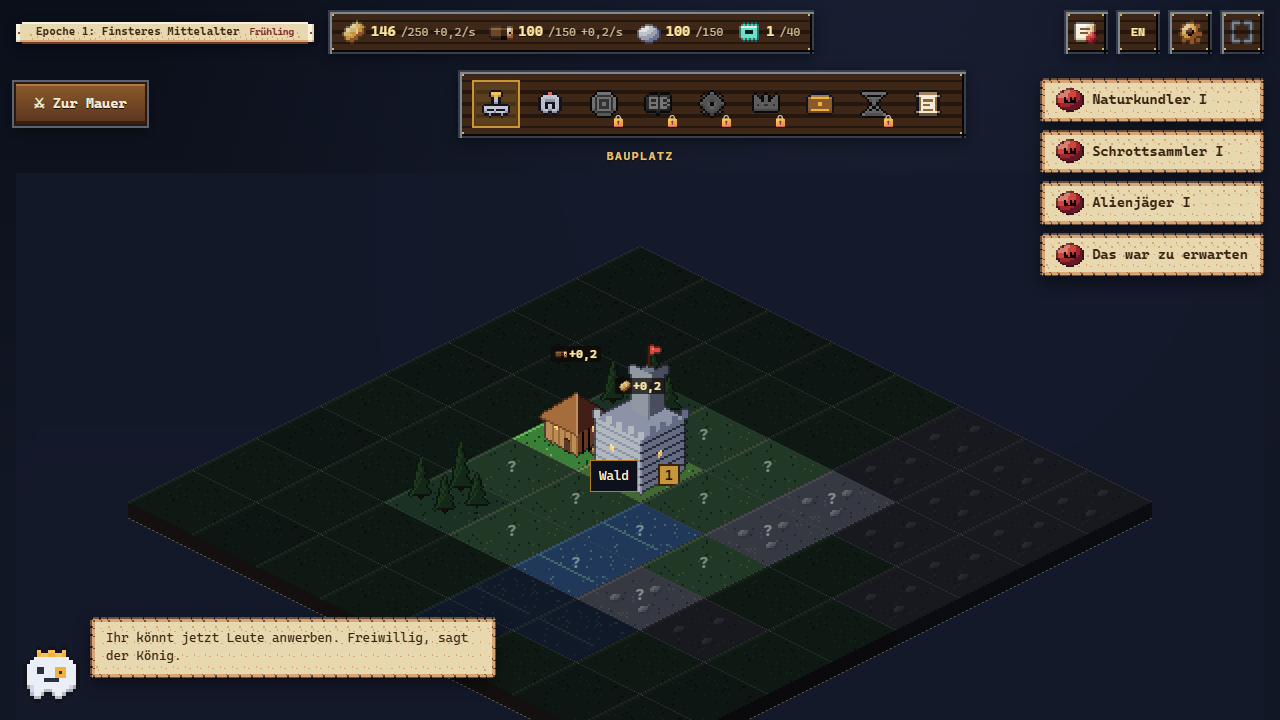 Epoche 1: Finsteres Mittelalter Frühling
146 /250 +0,2/s 100 /150 +0,2/s 100 /150 1 /40
EN
Zur Mauer
BAUPLATZ
Naturkundler I
Schrottsammler I
Alienjäger I
Das war zu erwarten
+0,2
+0,2
?
?
?
Wald
1
?
?
?
?
?
?
?
?
?
?
Ihr könnt jetzt Leute anwerben. Freiwillig, sagt
der König.